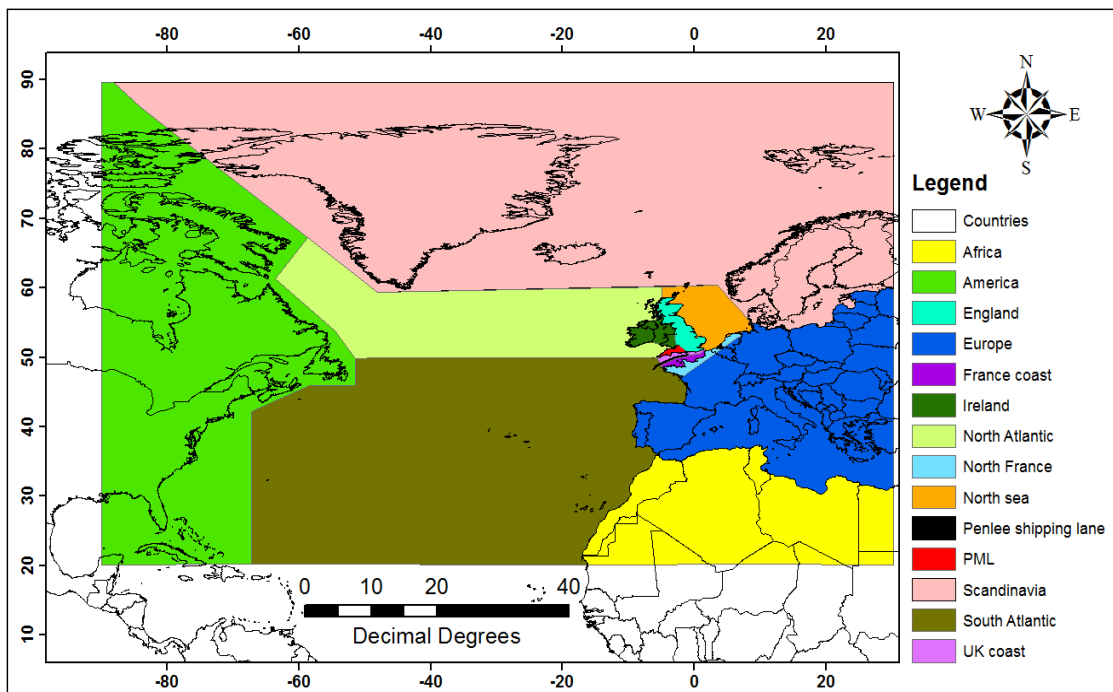 -80 -60 -40 -20 0 20
90
80
70
60
50
40
30
20
10
0 10 20 40
Decimal Degrees
-80 -60 -40 -20 0 20
N
W E
S
Legend
Countries
Africa
America
England
Europe
France coast
Ireland
North Atlantic
North France
North sea
Penlee shipping lane
PML
Scandinavia
South Atlantic
UK coast